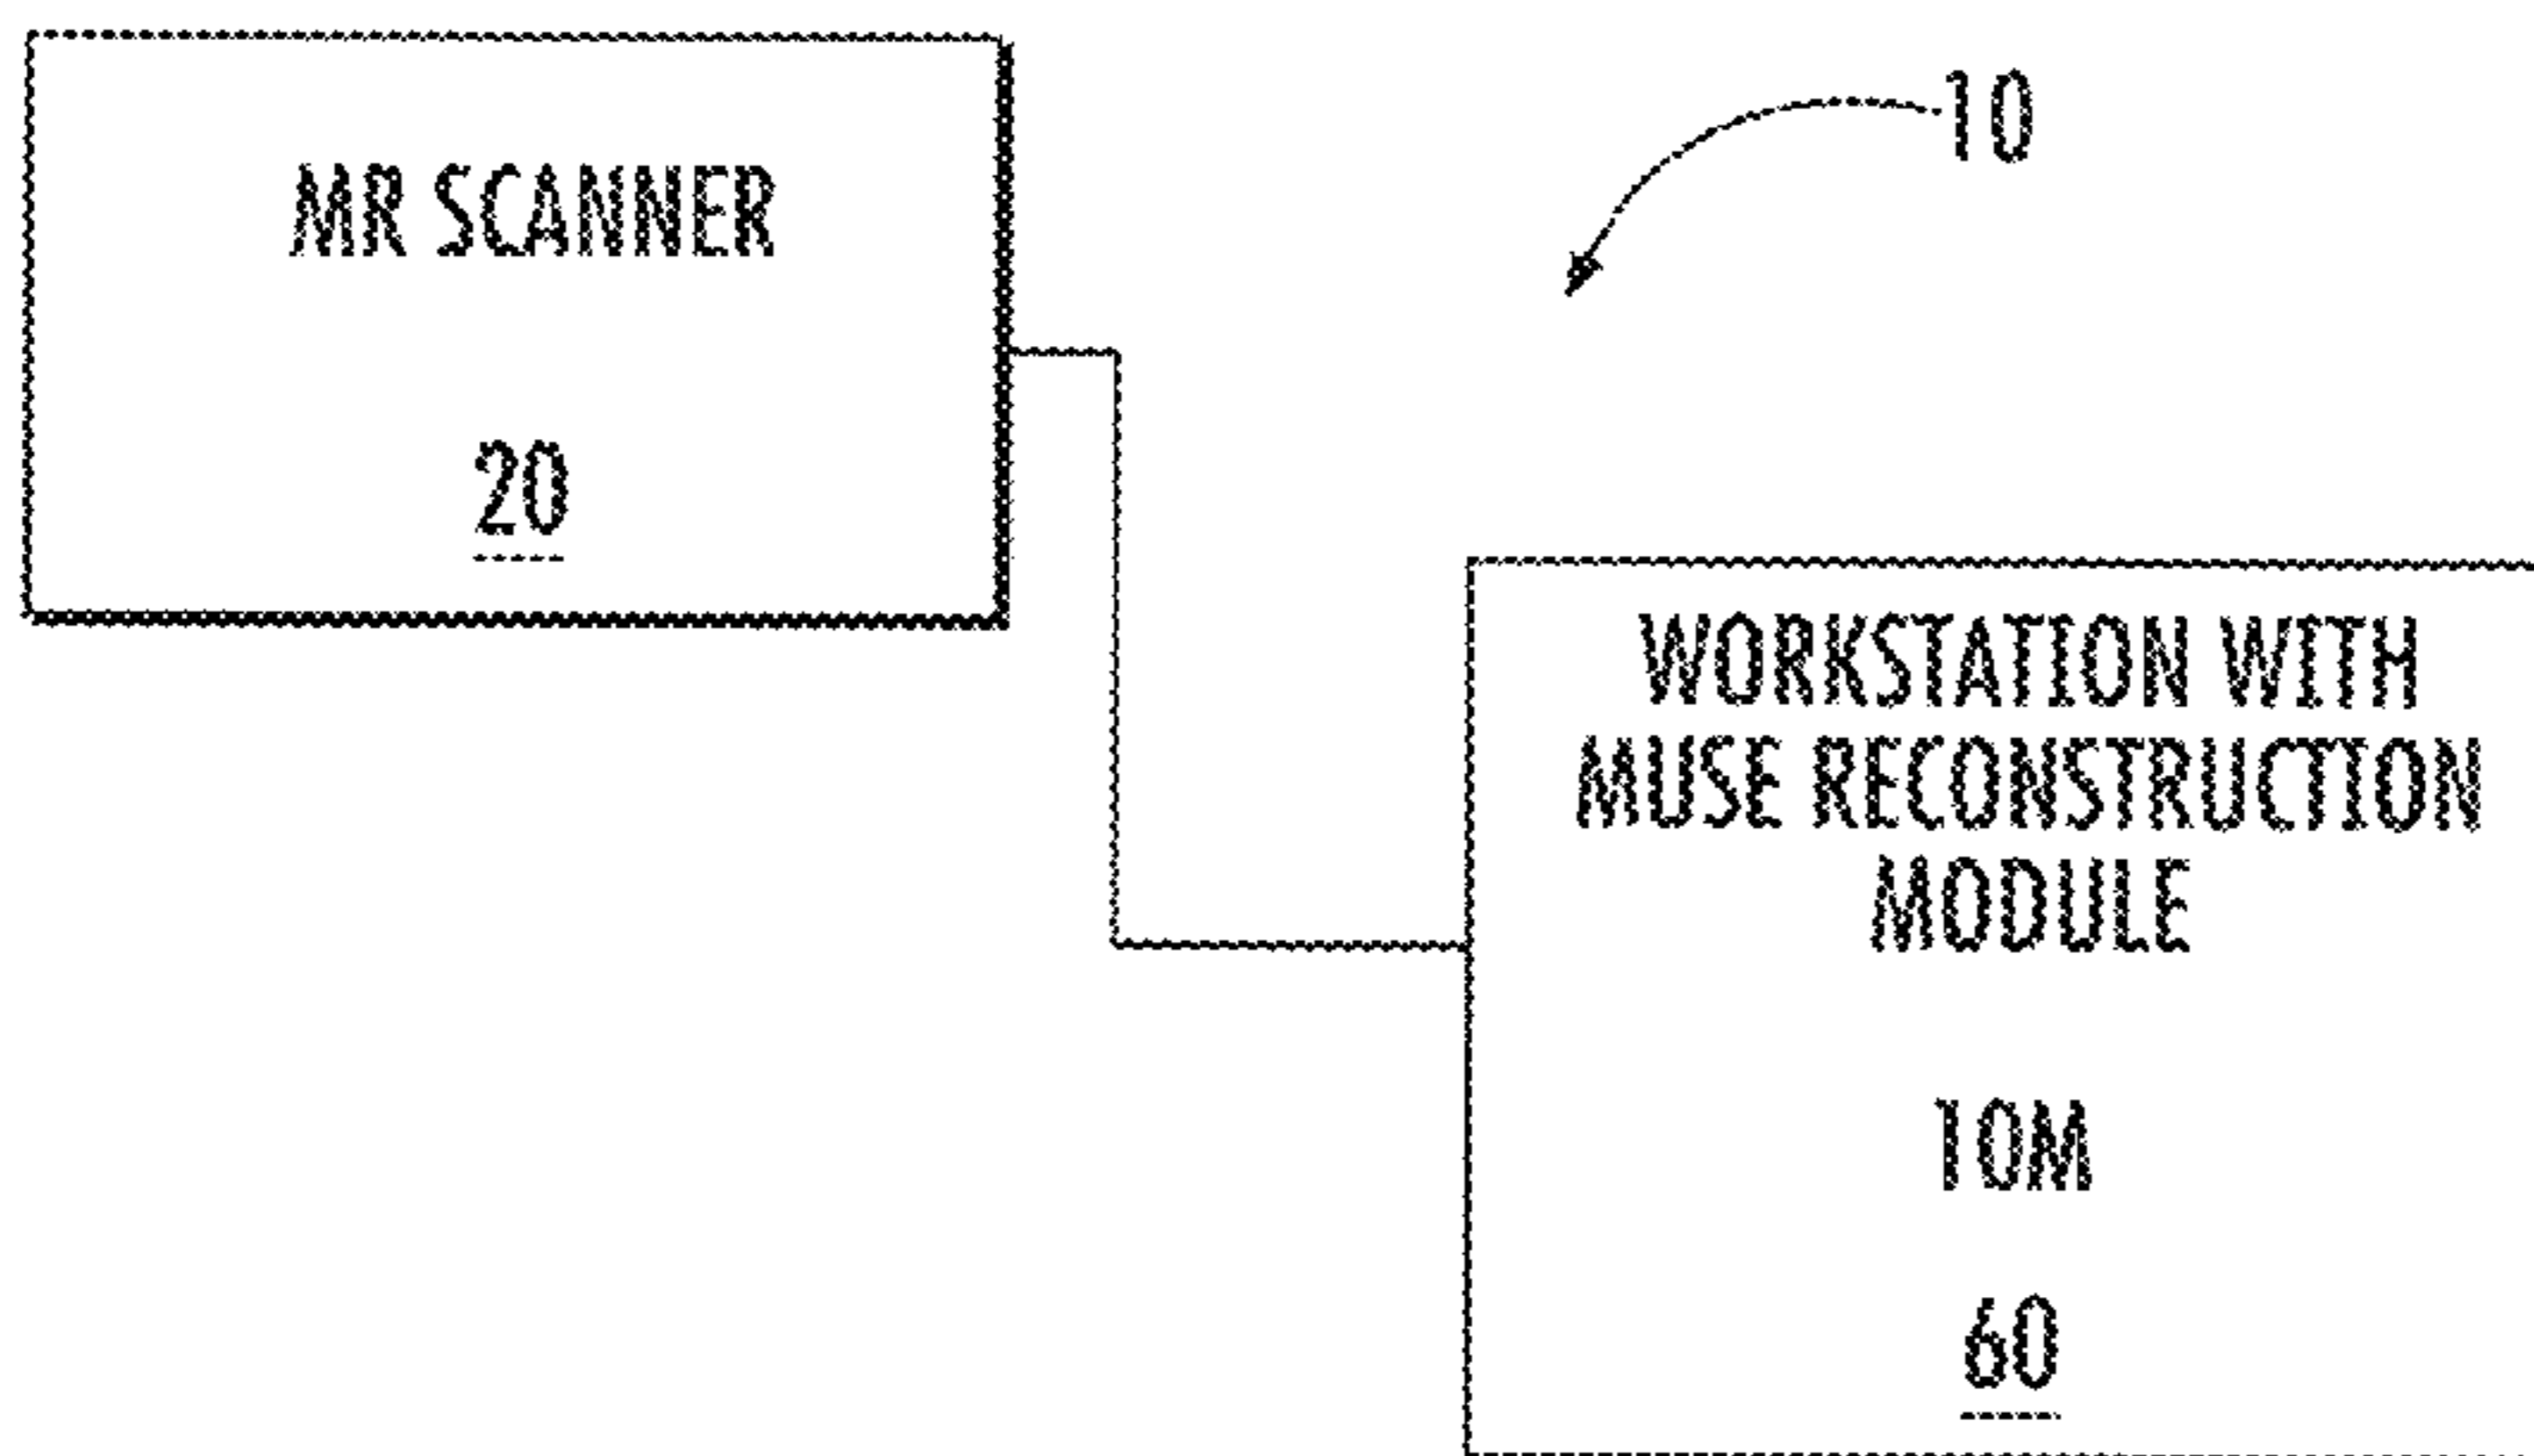 MR SCANNER
20
10
WORKSTATION WITH
MUSE RECONSTRUCTION
MODULE
10M
60